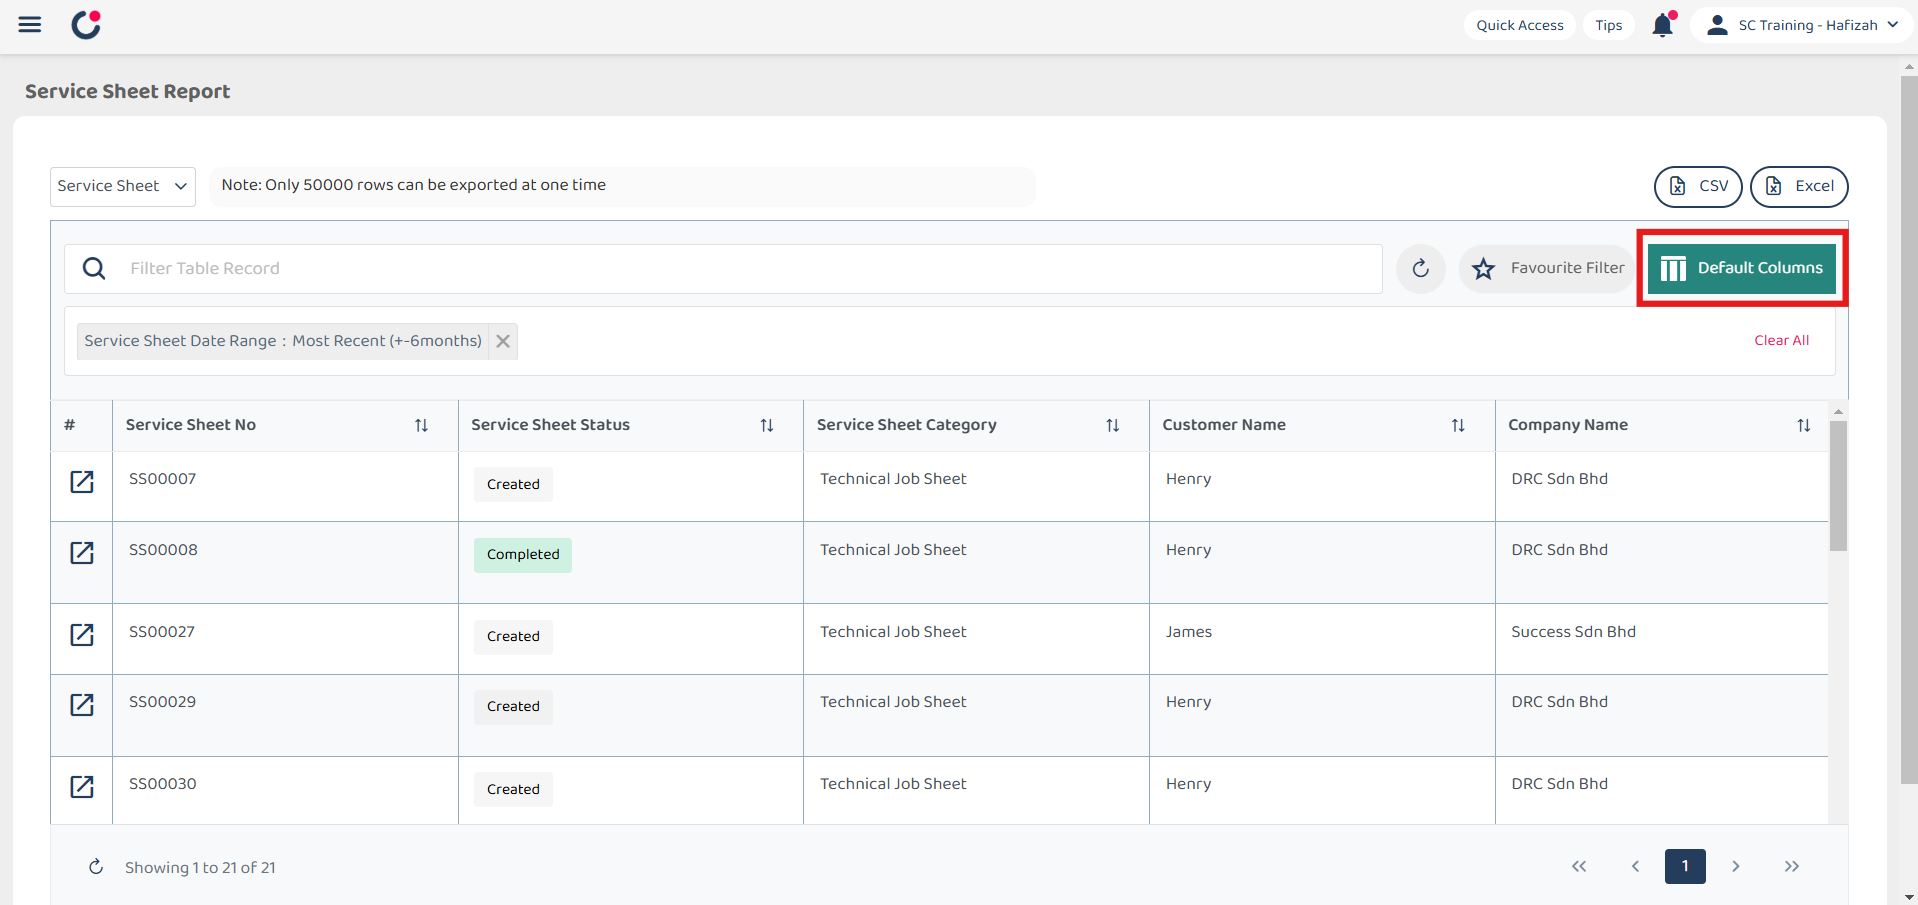 Quick Access Tips SC Training - Hafizah
Service Sheet Report
Service Sheet Note: Only 50000 rows can be exported at one time CSV Excel
Filter Table Record Favourite Filter Default Columns
Service Sheet Date Range : Most Recent (+-6months) Clear All
# Service Sheet No Service Sheet Status Service Sheet Category Customer Name Company Name
SS00007 Created Technical Job Sheet Henry DRC Sdn Bhd
SS00008 Completed Technical Job Sheet Henry DRC Sdn Bhd
SS00027 Created Technical Job Sheet James Success Sdn Bhd
SS00029 Created Technical Job Sheet Henry DRC Sdn Bhd
SS00030 Created Technical Job Sheet Henry DRC Sdn Bhd
Showing 1 to 21 of 21 1